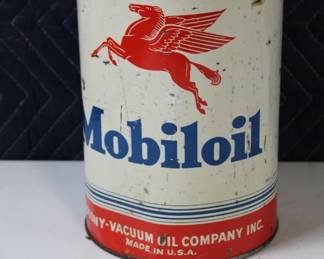 Mobiloil
-VACUUM OIL COMPANY INC.
MADE IN U.S.A.